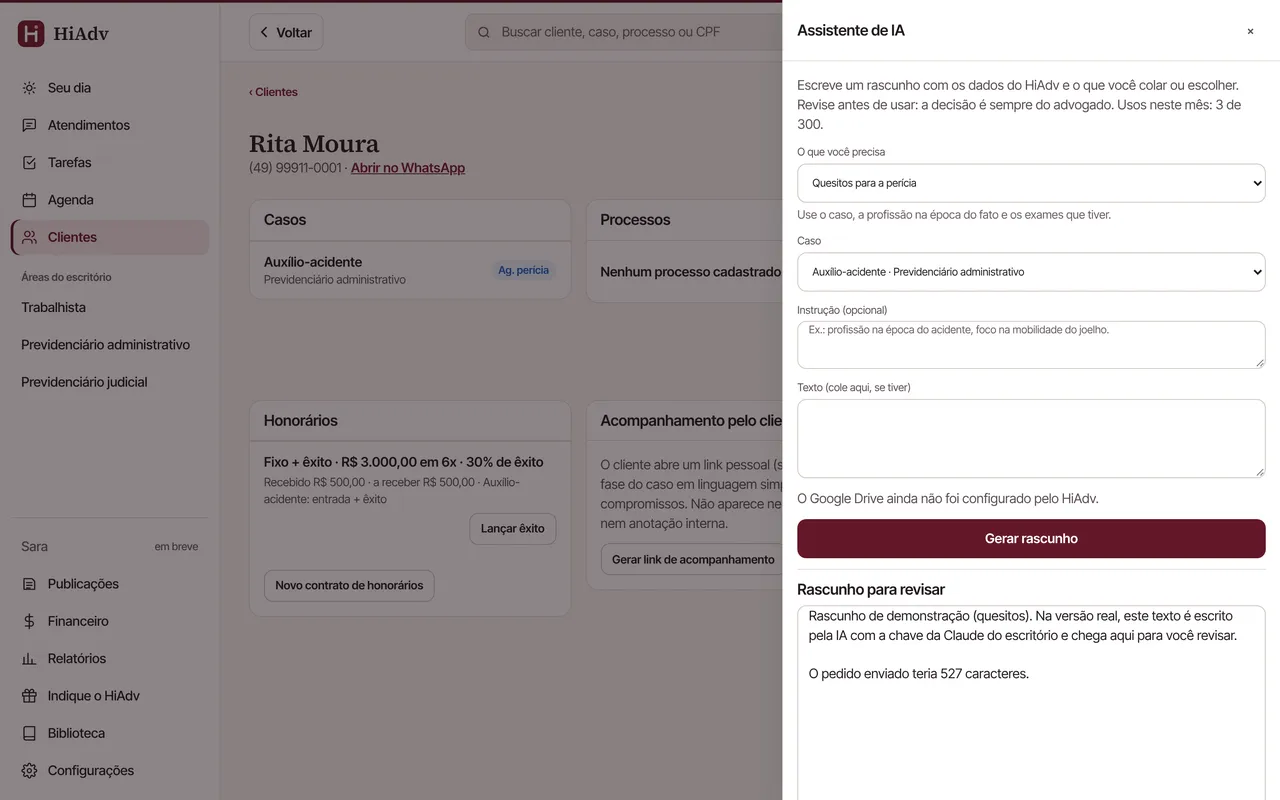 HiAdv
Seu dia
Atendimentos
Tarefas
Agenda
Clientes
Áreas do escritório
Trabalhista
Previdenciário administrativo
Previdenciário judicial
Sara em breve
Publicações
Financeiro
Relatórios
Indique o HiAdv
Biblioteca
Configurações
Voltar
Buscar cliente, caso, processo ou CPF
‹ Clientes
Rita Moura
(49) 99911-0001 · Abrir no WhatsApp
Casos
Auxílio-acidente
Previdenciário administrativo
Ag. perícia
Processos
Nenhum processo cadastrado
Honorários
Fixo + êxito · R$ 3.000,00 em 6x · 30% de êxito
Recebido R$ 500,00 · a receber R$ 500,00 · Auxílio-
acidente: entrada + êxito
Lançar êxito
Novo contrato de honorários
Acompanhamento pelo clie
O cliente abre um link pessoal (s
fase do caso em linguagem simp
compromissos. Não aparece ne
nem anotação interna.
Gerar link de acompanhamento
Assistente de IA
×
Escreve um rascunho com os dados do HiAdv e o que você colar ou escolher.
Revise antes de usar: a decisão é sempre do advogado. Usos neste mês: 3 de
300.
O que você precisa
Quesitos para a perícia
Use o caso, a profissão na época do fato e os exames que tiver.
Caso
Auxílio-acidente · Previdenciário administrativo
Instrução (opcional)
Ex.: profissão na época do acidente, foco na mobilidade do joelho.
Texto (cole aqui, se tiver)
O Google Drive ainda não foi configurado pelo HiAdv.
Gerar rascunho
Rascunho para revisar
Rascunho de demonstração (quesitos). Na versão real, este texto é escrito
pela IA com a chave da Claude do escritório e chega aqui para você revisar.
O pedido enviado teria 527 caracteres.